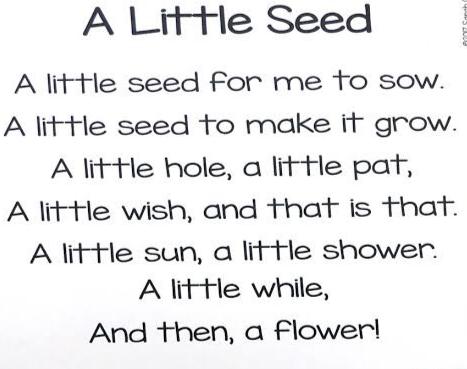 A Little Seed
A little seed for me to sow.
A little seed to make it grow.
A little hole, a little pat,
A little wish, and that is that.
A little sun, a little shower.
A little while,
And then, a flower!